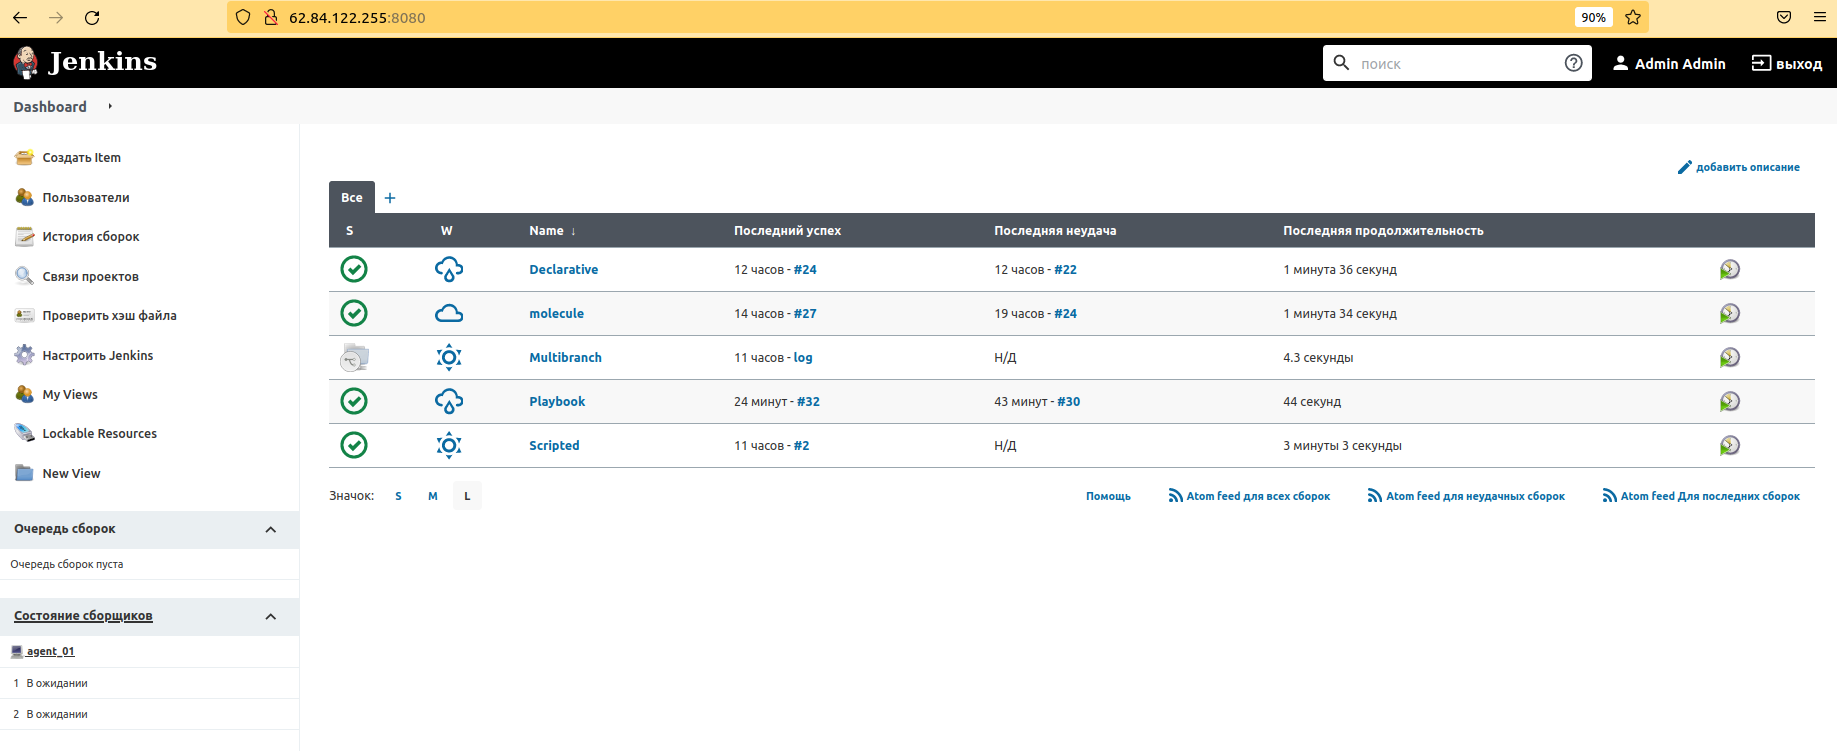 62.84.122.255:8080 90%
Jenkins поиск Admin Admin выход
Dashboard
Создать Item
Пользователи
История сборок
Связи проектов
Проверить хэш файла
Настроить Jenkins
My Views
Lockable Resources
New View
Очередь сборок
Очередь сборок пуста
Состояние сборщиков
agent_01
1 В ожидании
2 В ожидании
добавить описание
Все +
S W Name ↓ Последний успех Последняя неудача Последняя продолжительность
Declarative 12 часов - #24 12 часов - #22 1 минута 36 секунд
molecule 14 часов - #27 19 часов - #24 1 минута 34 секунд
Multibranch 11 часов - log Н/Д 4.3 секунды
Playbook 24 минут - #32 43 минут - #30 44 секунд
Scripted 11 часов - #2 Н/Д 3 минуты 3 секунды
Значок: S M L Помощь Atom feed для всех сборок Atom feed для неудачных сборок Atom feed Для последних сборок